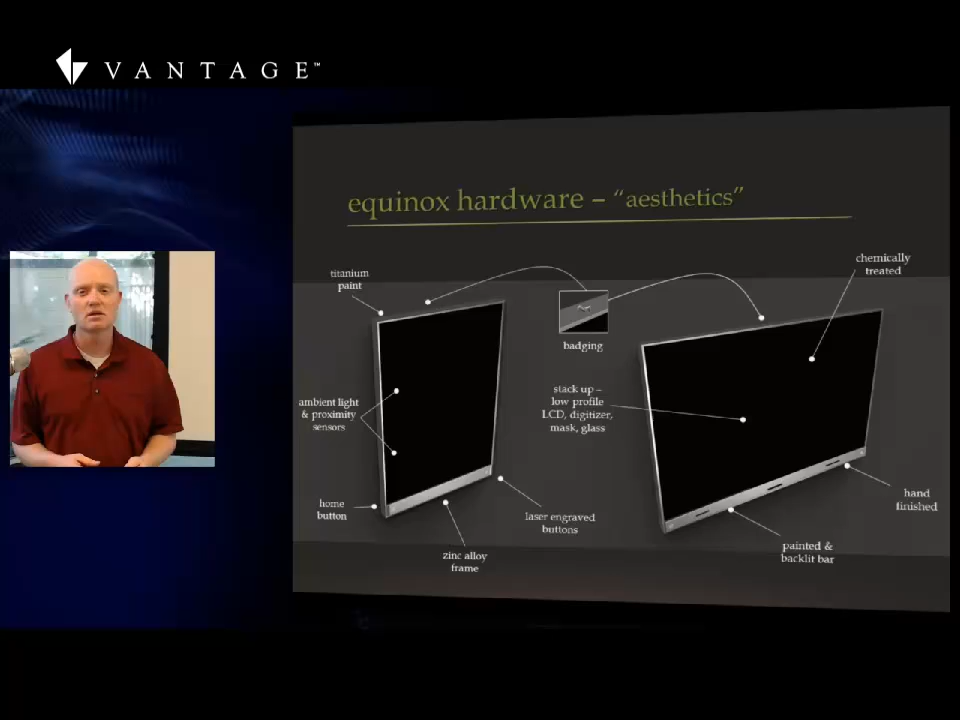 VANTAGE™
equinox hardware – “aesthetics”
titanium
paint
chemically
treated
badging
stack up –
low profile
LCD, digitizer,
mask, glass
ambient light
& proximity
sensors
home
button
laser engraved
buttons
zinc alloy
frame
hand
finished
painted &
backlit bar